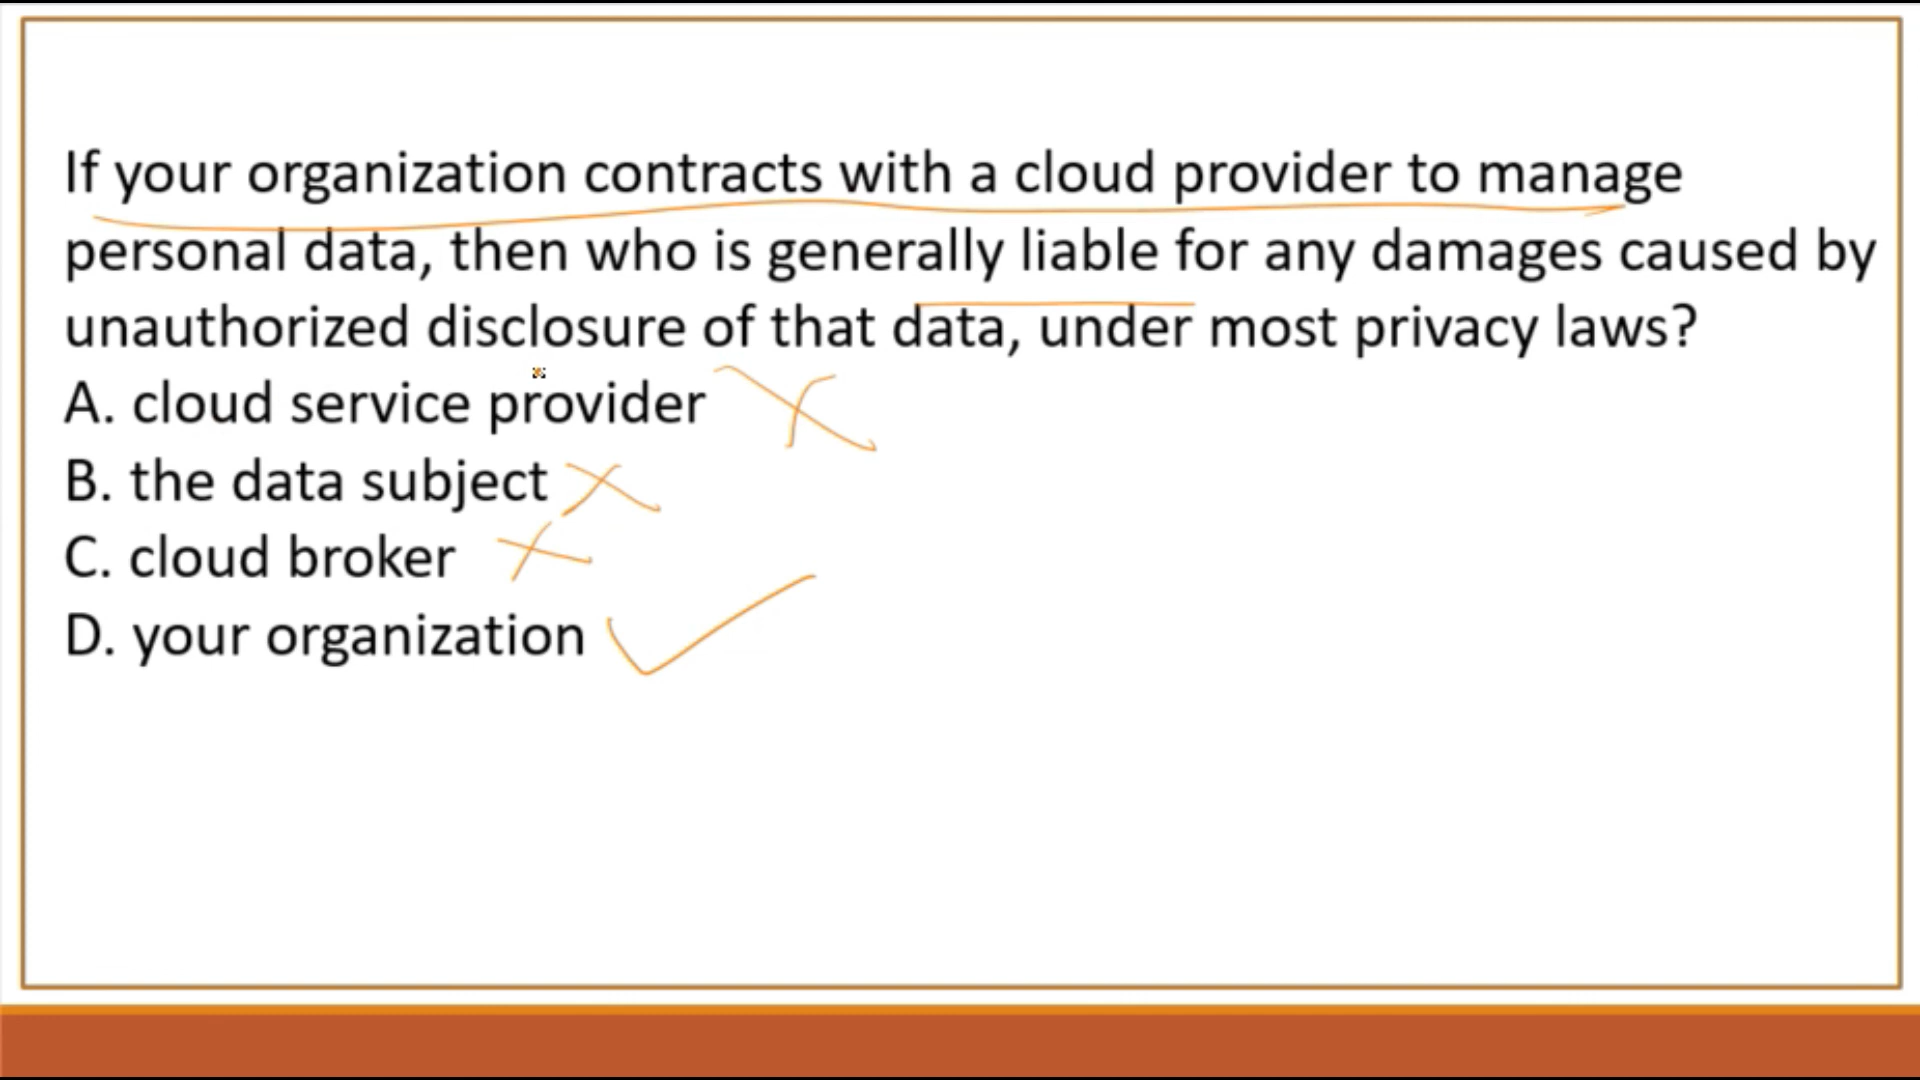 If your organization contracts with a cloud provider to manage
personal data, then who is generally liable for any damages caused by
unauthorized disclosure of that data, under most privacy laws?
A. cloud service provider
B. the data subject
C. cloud broker
D. your organization